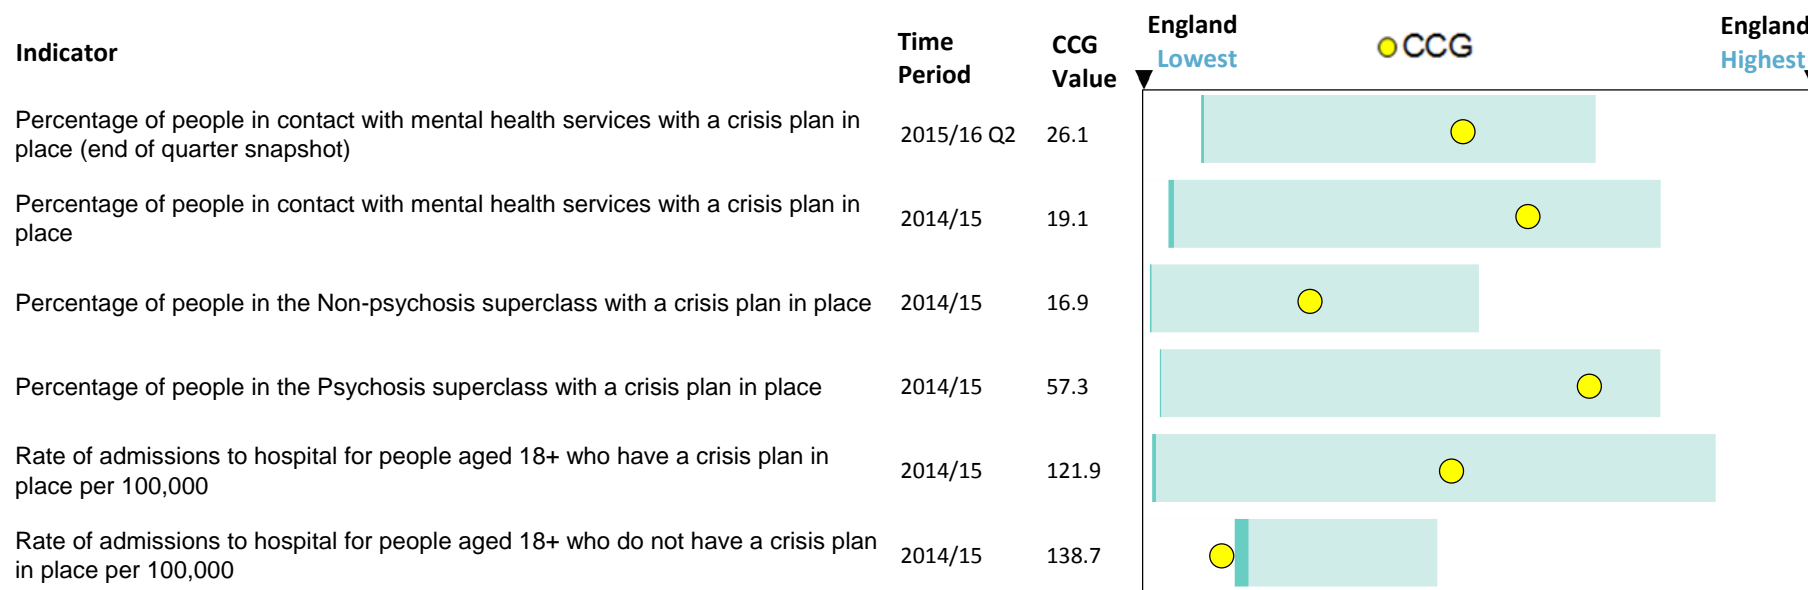 Indicator
Time
Period
CCG
Value
England
Lowest
CCG
England
Highest
Percentage of people in contact with mental health services with a crisis plan in
place (end of quarter snapshot)
2015/16 Q2
26.1
Percentage of people in contact with mental health services with a crisis plan in
place
2014/15
19.1
Percentage of people in the Non-psychosis superclass with a crisis plan in place
2014/15
16.9
Percentage of people in the Psychosis superclass with a crisis plan in place
2014/15
57.3
Rate of admissions to hospital for people aged 18+ who have a crisis plan in
place per 100,000
2014/15
121.9
Rate of admissions to hospital for people aged 18+ who do not have a crisis plan
in place per 100,000
2014/15
138.7